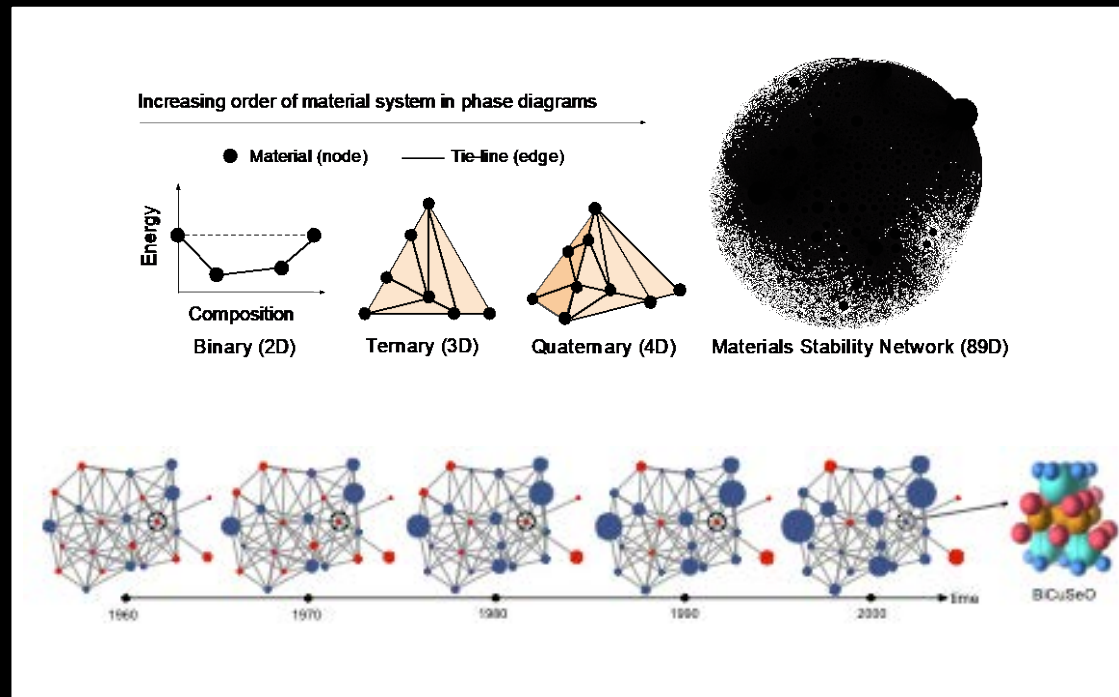 Increasing order of material system in phase diagrams
Material (node)
Tie-line (edge)
Energy
Composition
Binary (2D)
Ternary (3D)
Quaternary (4D)
Materials Stability Network (89D)
1960
1970
1980
1990
2000
time
BiCuSeO